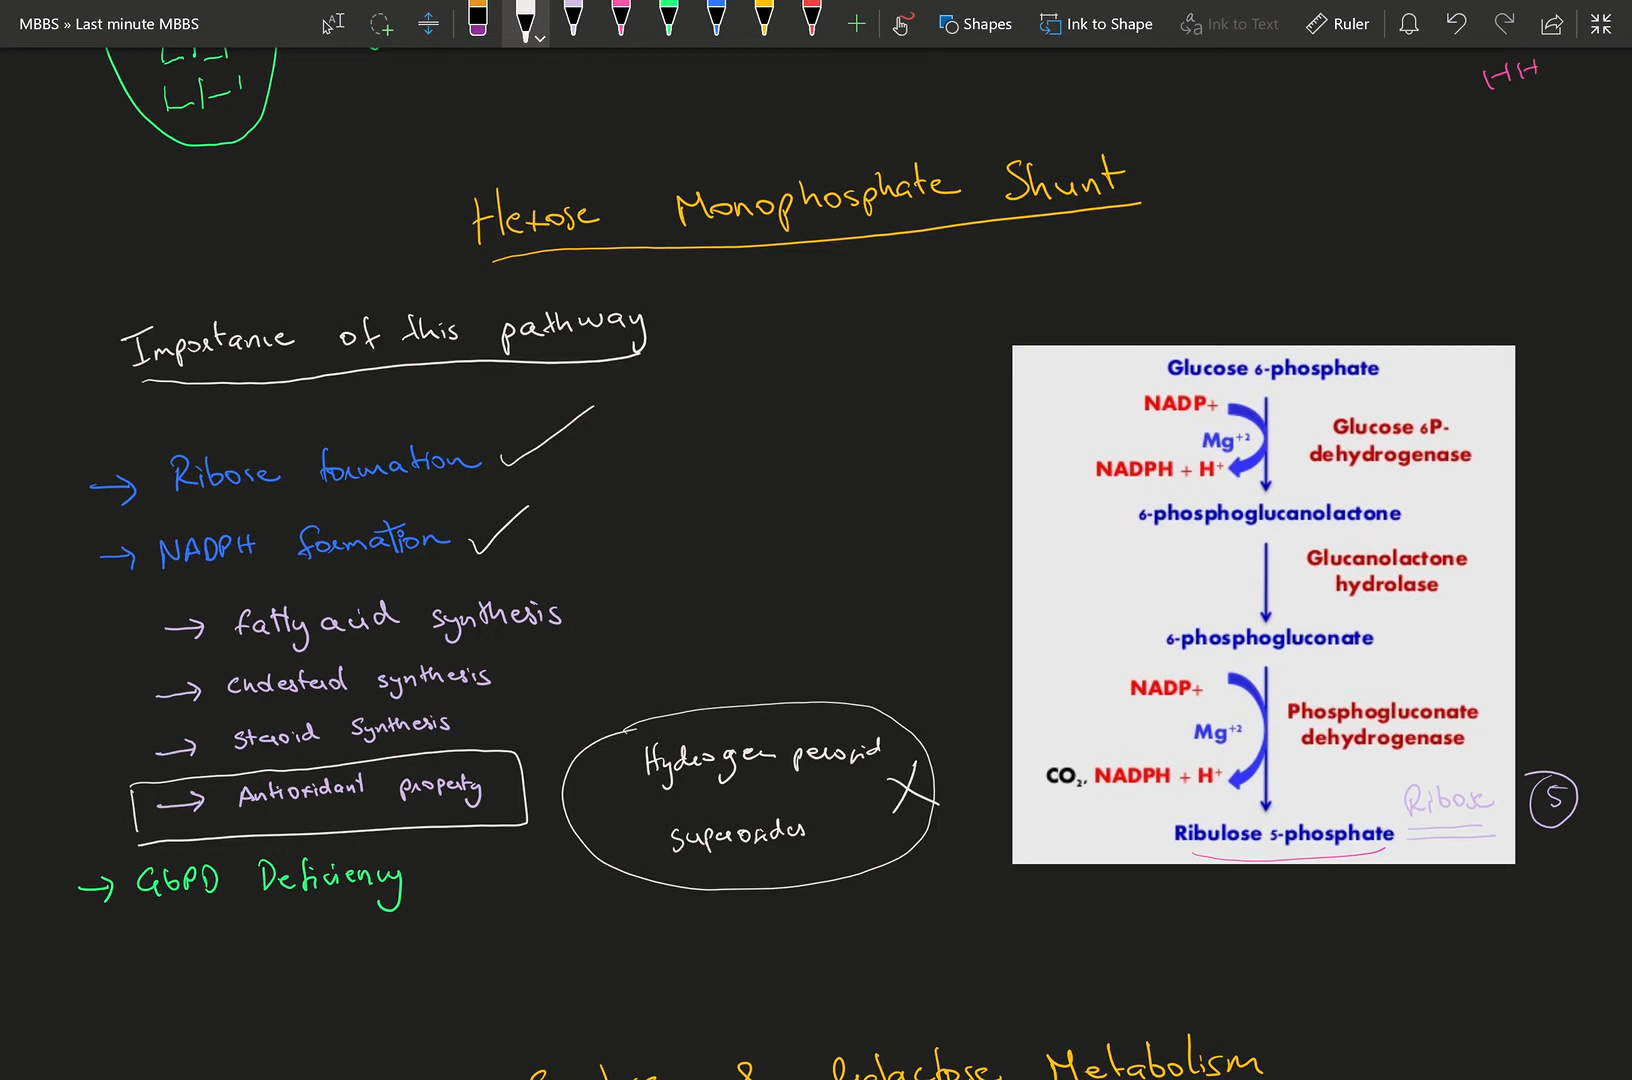 MBBS » Last minute MBBS
Shapes
Ink to Shape
Ink to Text
Ruler
HH
Hexose Monophosphate Shunt
Importance of this pathway
→ Ribose formation ✓
→ NADPH formation ✓
→ fatty acid synthesis
→ Cholesterol synthesis
→ Steroid Synthesis
→ Antioxidant property
→ G6PD Deficiency
Hydrogen peroxid
Superoxides
Glucose 6-phosphate
NADP+
Mg+2
NADPH + H+
Glucose 6P-
dehydrogenase
6-phosphoglucanolactone
Glucanolactone
hydrolase
6-phosphogluconate
NADP+
Mg+2
CO2, NADPH + H+
Phosphogluconate
dehydrogenase
Ribose
5
Ribulose 5-phosphate
& Galactose Metabolism